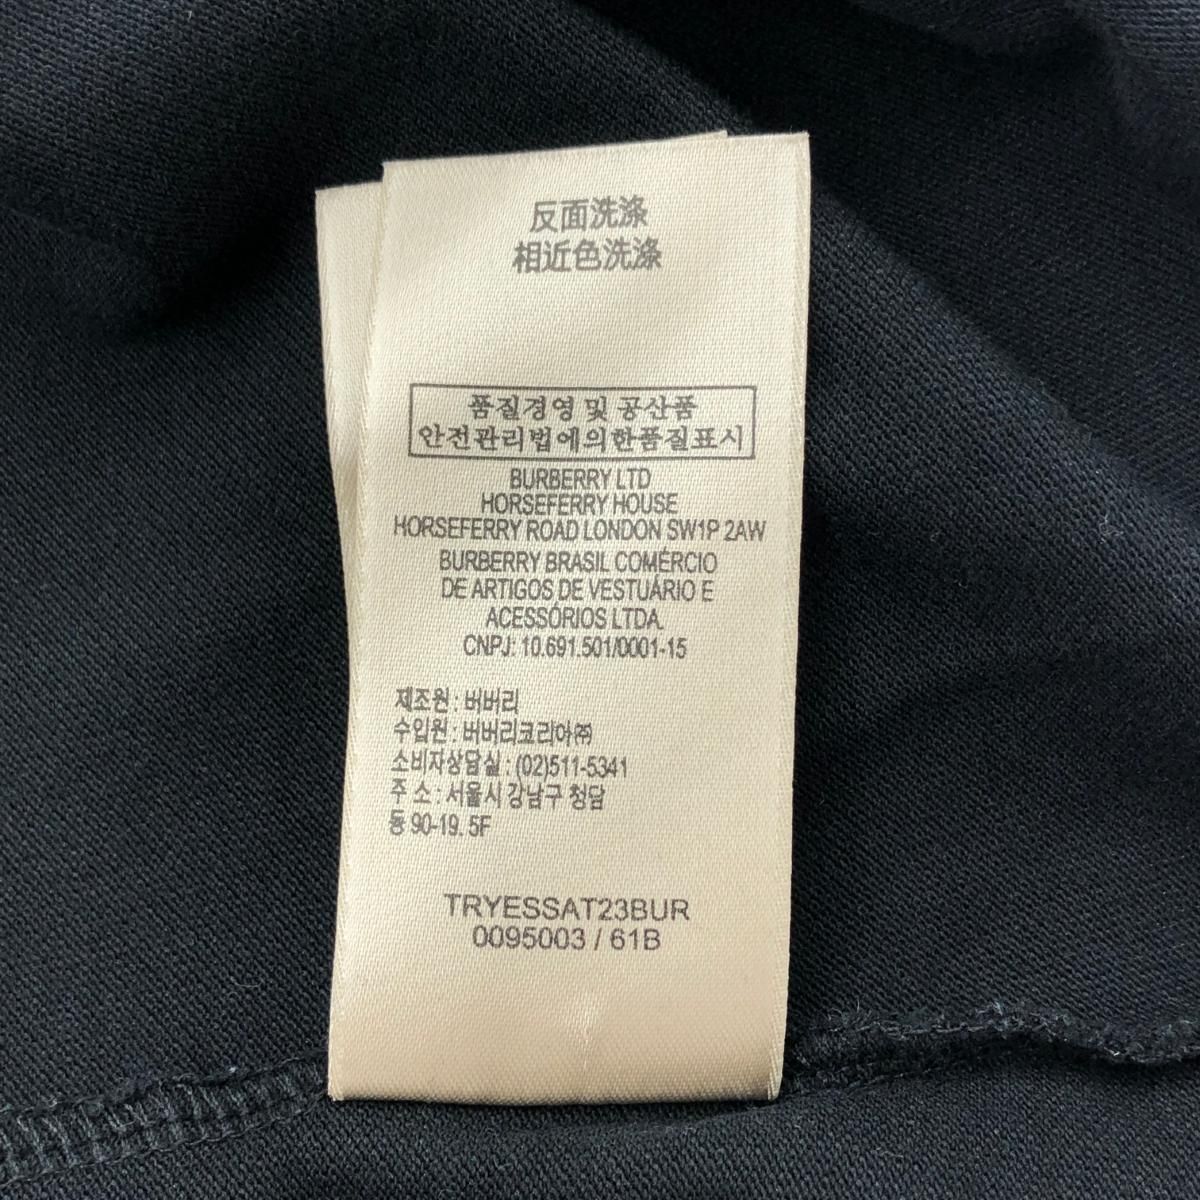 反面洗涤
相近色洗涤
품질경영 및 공산품
안전관리법에의한품질표시
BURBERRY LTD
HORSEFERRY HOUSE
HORSEFERRY ROAD LONDON SW1P 2AW
BURBERRY BRASIL COMÉRCIO
DE ARTIGOS DE VESTUÁRIO E
ACESSÓRIOS LTDA.
CNPJ: 10.691.501/0001-15
제조원 : 버버리
수입원 : 버버리코리아㈜
소비자상담실 : (02)511-5341
주 소 : 서울시 강남구 청담
동 90-19. 5F
TRYESSAT23BUR
0095003 / 61B